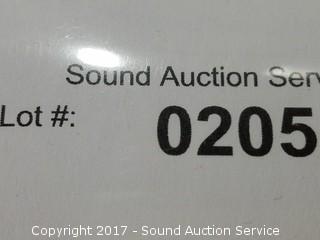 Sound Auction Serv
Lot #: 0205
Copyright 2017 - Sound Auction Service